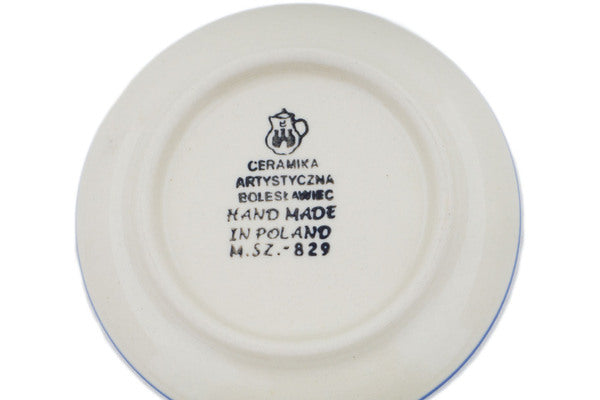 CERAMIKA
ARTYSTYCZNA
BOLESŁAWIEC
HAND MADE
IN POLAND
M.SZ.-829